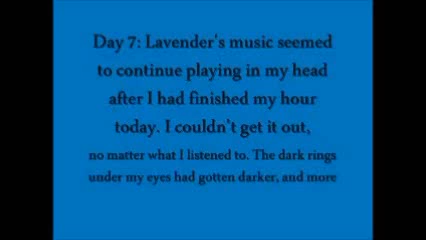 Day 7: Lavender's music seemed
to continue playing in my head
after I had finished my hour
today. I couldn't get it out,
no matter what I listened to. The dark rings
under my eyes had gotten darker, and more